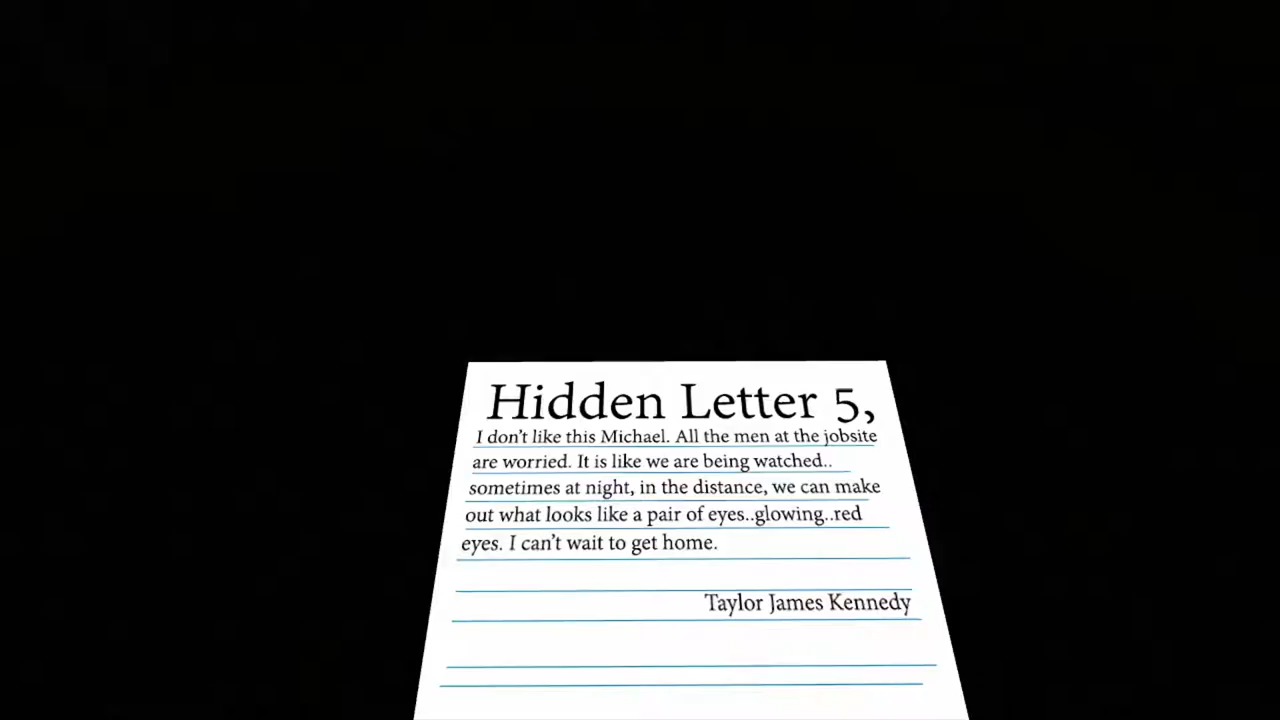 Hidden Letter 5,
I don't like this Michael. All the men at the jobsite
are worried. It is like we are being watched..
sometimes at night, in the distance, we can make
out what looks like a pair of eyes..glowing..red
eyes. I can't wait to get home.
Taylor James Kennedy